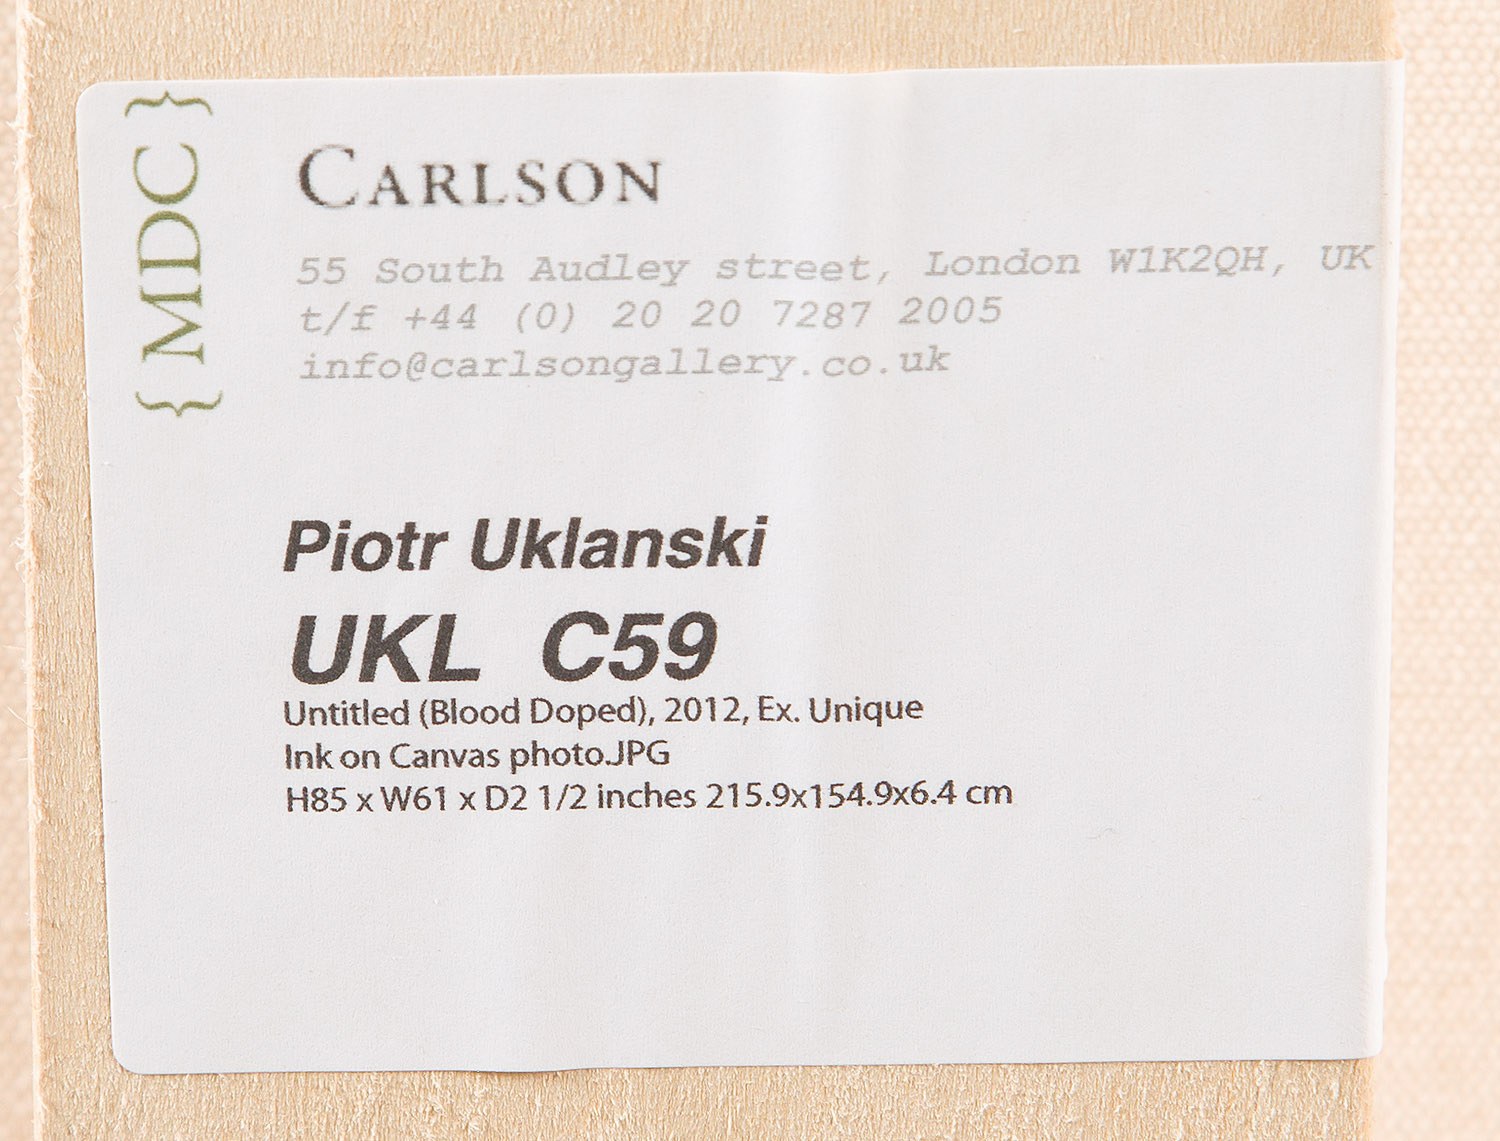 { MDC }
CARLSON
55 South Audley street, London W1K2QH, UK
t/f +44 (0) 20 20 7287 2005
info@carlsongallery.co.uk
Piotr Uklanski
UKL C59
Untitled (Blood Doped), 2012, Ex. Unique
Ink on Canvas photo.JPG
H85 x W61 x D2 1/2 inches 215.9x154.9x6.4 cm